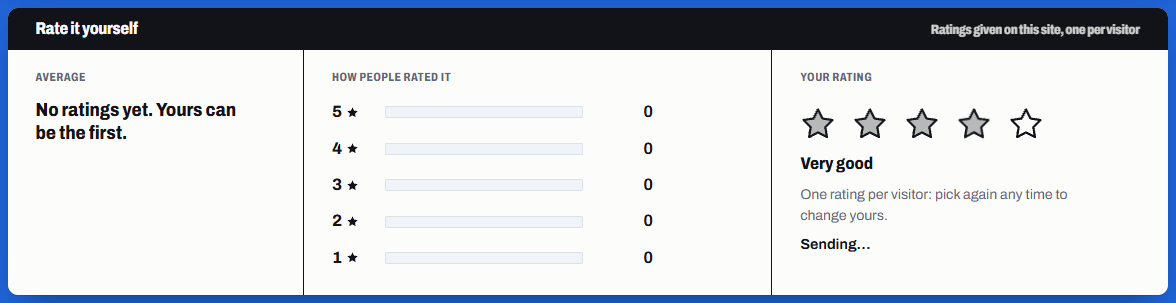 Rate it yourself
Ratings given on this site, one per visitor
AVERAGE
No ratings yet. Yours can
be the first.
HOW PEOPLE RATED IT
5 ★ 0
4 ★ 0
3 ★ 0
2 ★ 0
1 ★ 0
YOUR RATING
Very good
One rating per visitor: pick again any time to
change yours.
Sending...